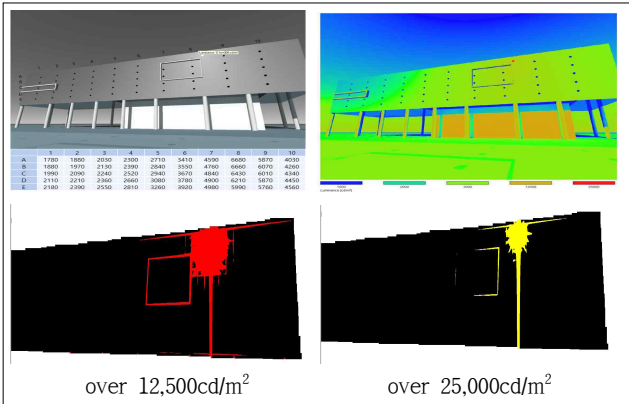 1 2 3 4 5 6 7 8 9 10
A 1780 1880 2030 2300 2710 3410 4590 6680 5870 4030
B 1880 1970 2130 2390 2840 3550 4760 6660 6070 4260
C 1990 2090 2240 2520 2940 3670 4840 6430 6010 4340
D 2110 2210 2360 2660 3080 3780 4900 6210 5870 4450
E 2180 2390 2550 2810 3260 3920 4980 5990 5760 4560
over 12,500cd/m²
over 25,000cd/m²